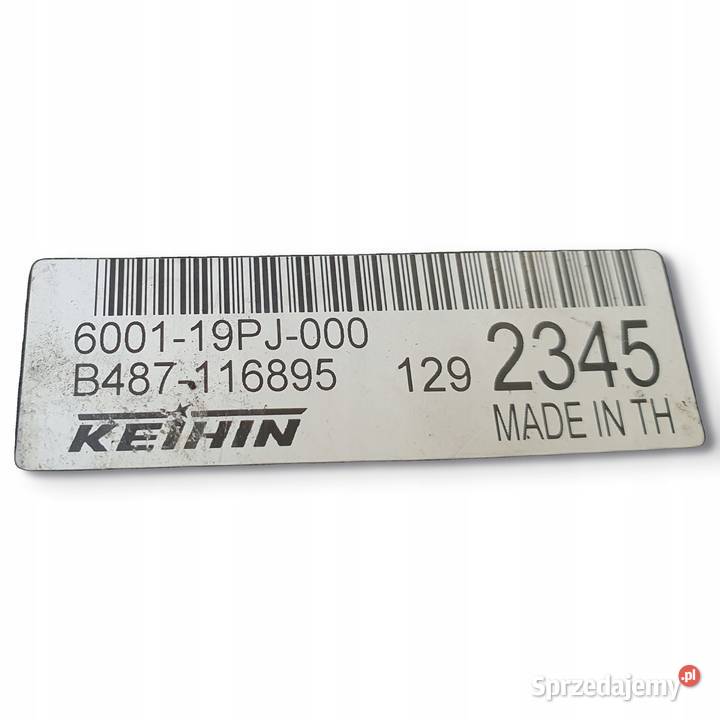 6001-19PJ-000
B487-116895 129 2345
KEIHIN MADE IN TH
Sprzedajemy.pl